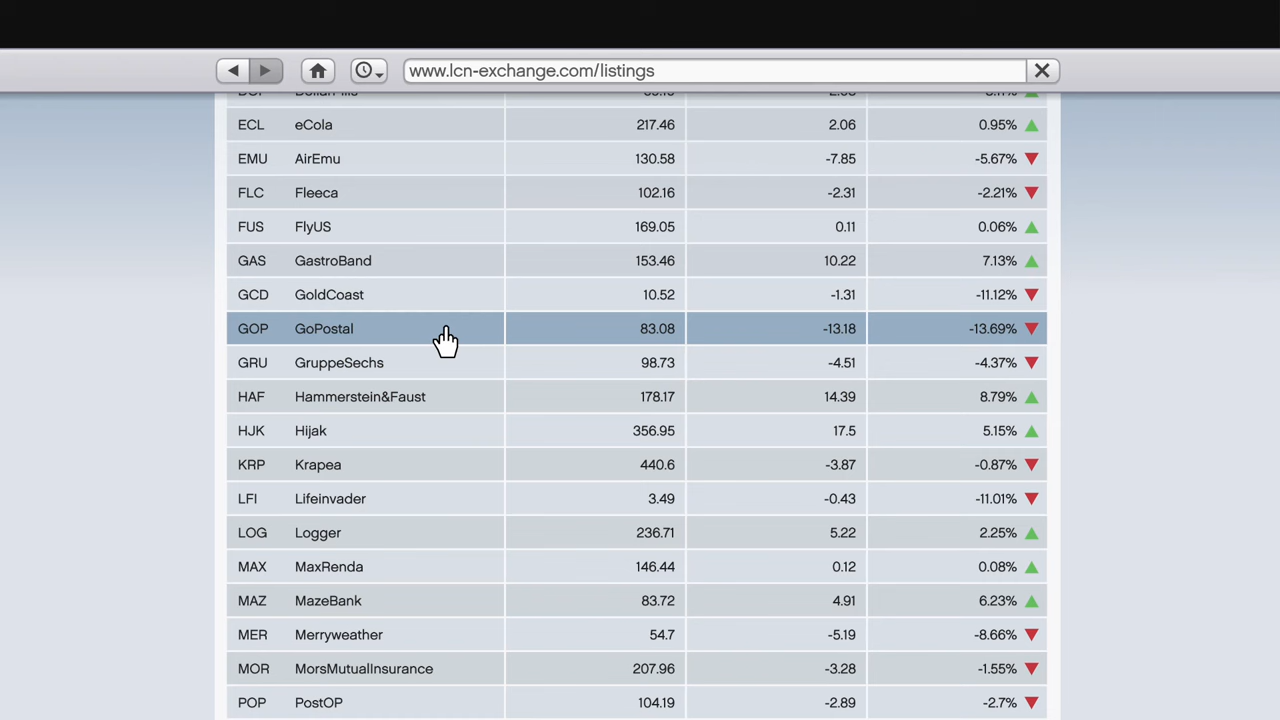 www.lcn-exchange.com/listings
ECL eCola 217.46 2.06 0.95%
EMU AirEmu 130.58 -7.85 -5.67%
FLC Fleeca 102.16 -2.31 -2.21%
FUS FlyUS 169.05 0.11 0.06%
GAS GastroBand 153.46 10.22 7.13%
GCD GoldCoast 10.52 -1.31 -11.12%
GOP GoPostal 83.08 -13.18 -13.69%
GRU GruppeSechs 98.73 -4.51 -4.37%
HAF Hammerstein&Faust 178.17 14.39 8.79%
HJK Hijak 356.95 17.5 5.15%
KRP Krapea 440.6 -3.87 -0.87%
LFI Lifeinvader 3.49 -0.43 -11.01%
LOG Logger 236.71 5.22 2.25%
MAX MaxRenda 146.44 0.12 0.08%
MAZ MazeBank 83.72 4.91 6.23%
MER Merryweather 54.7 -5.19 -8.66%
MOR MorsMutualInsurance 207.96 -3.28 -1.55%
POP PostOP 104.19 -2.89 -2.7%